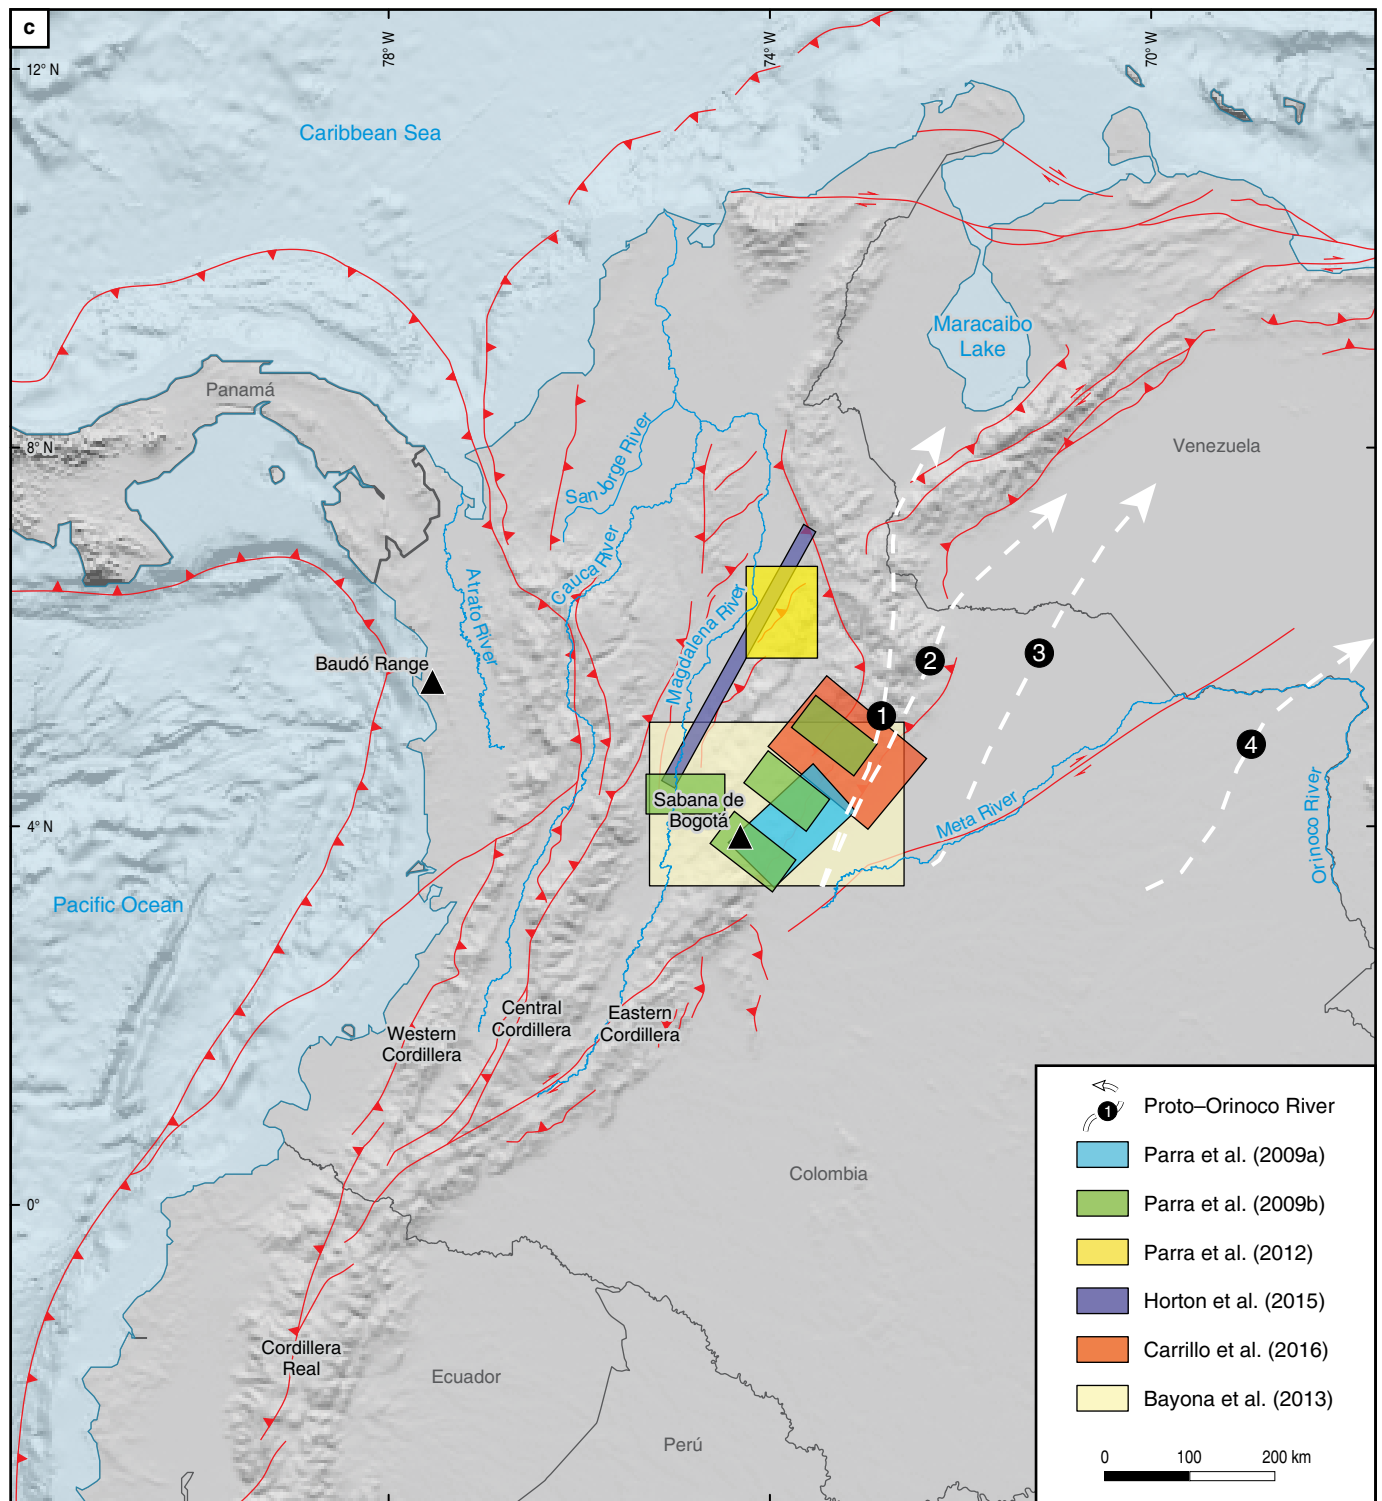 c
78° W
74° W
70° W
12° N
Caribbean Sea
Maracaibo
Lake
Panamá
8° N
Venezuela
San Jorge River
Cauca River
Atrato River
Magdalena River
Baudó Range
1
2
3
4
Sabana de
Bogotá
4° N
Meta River
Orinoco River
Pacific Ocean
Western
Cordillera
Central
Cordillera
Eastern
Cordillera
Colombia
0°
Cordillera
Real
Ecuador
Perú
1
Proto–Orinoco River
Parra et al. (2009a)
Parra et al. (2009b)
Parra et al. (2012)
Horton et al. (2015)
Carrillo et al. (2016)
Bayona et al. (2013)
0 100 200 km